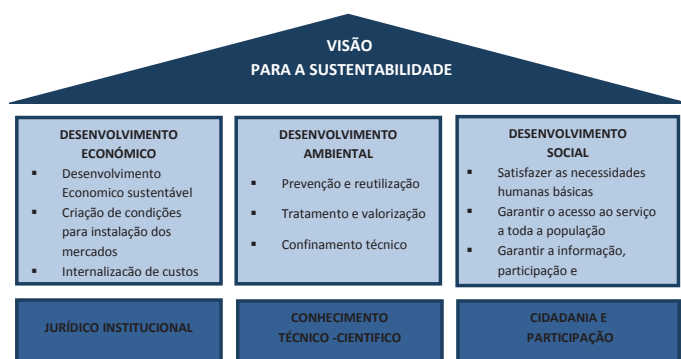 VISÃO
PARA A SUSTENTABILIDADE
DESENVOLVIMENTO
ECONÓMICO
▪ Desenvolvimento
Economico sustentável
▪ Criação de condições
para instalação dos
mercados
▪ Internalizacão de custos
DESENVOLVIMENTO
AMBIENTAL
▪ Prevenção e reutilização
▪ Tratamento e valorização
▪ Confinamento técnico
DESENVOLVIMENTO
SOCIAL
▪ Satisfazer as necessidades
humanas básicas
▪ Garantir o acesso ao serviço
a toda a população
▪ Garantir a informação,
participação e
JURÍDICO INSTITUCIONAL
CONHECIMENTO
TÉCNICO -CIENTIFICO
CIDADANIA E
PARTICIPAÇÃO